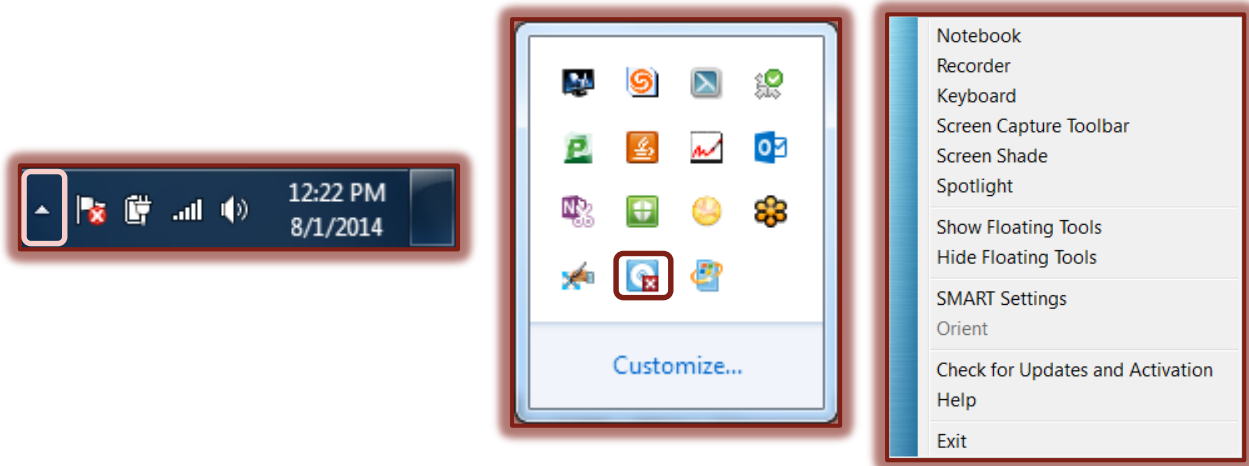 12:22 PM
8/1/2014
Customize...
Notebook
Recorder
Keyboard
Screen Capture Toolbar
Screen Shade
Spotlight
Show Floating Tools
Hide Floating Tools
SMART Settings
Orient
Check for Updates and Activation
Help
Exit